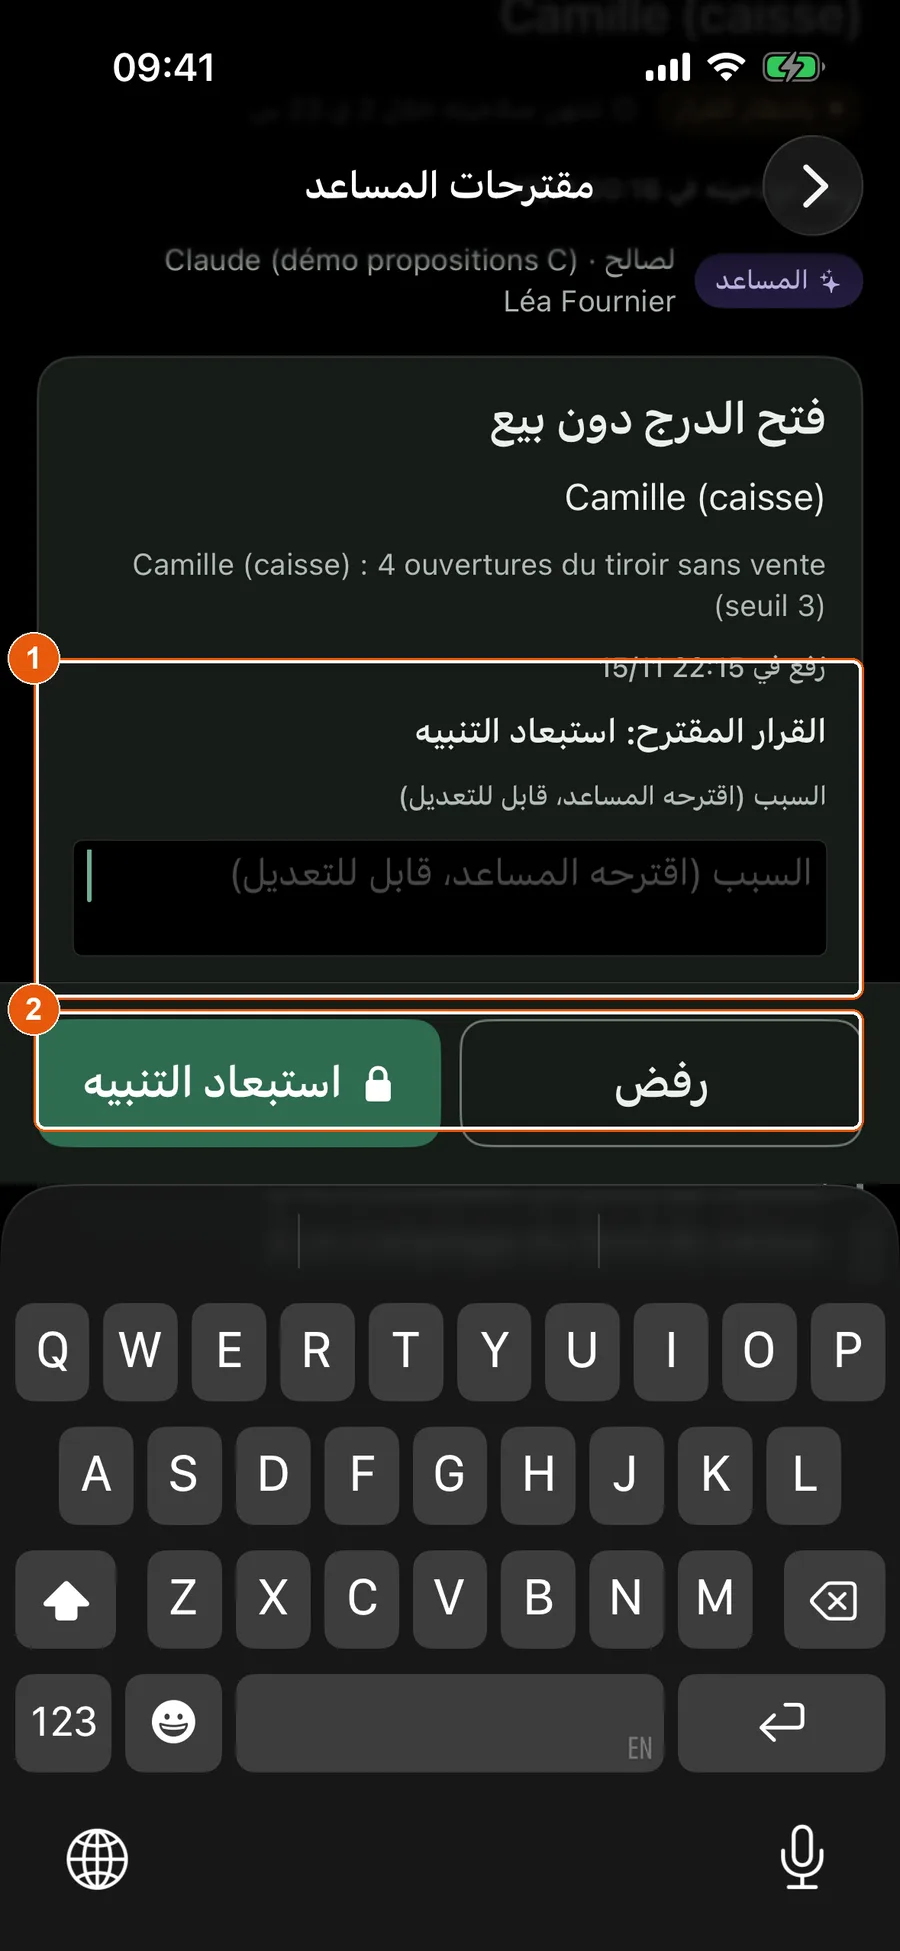 09:41
مقترحات المساعد
المساعد
لصالح · Claude (démo propositions C)
Léa Fournier
فتح الدرج دون بيع
Camille (caisse)
Camille (caisse) : 4 ouvertures du tiroir sans vente
(seuil 3)
رفع في 22:15 15/11
1
القرار المقترح: استبعاد التنبيه
السبب (اقترحه المساعد، قابل للتعديل)
السبب (اقترحه المساعد، قابل للتعديل)
2
رفض
استبعاد التنبيه
Q W E R T Y U I O P
A S D F G H J K L
Z X C V B N M
123
EN